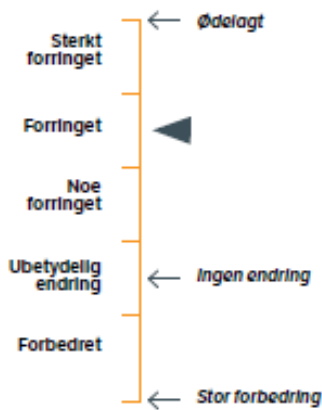 Ødelagt
Sterkt
forringet
Forringet
Noe
forringet
Ubetydelig
endring
Ingen endring
Forbedret
Stor forbedring